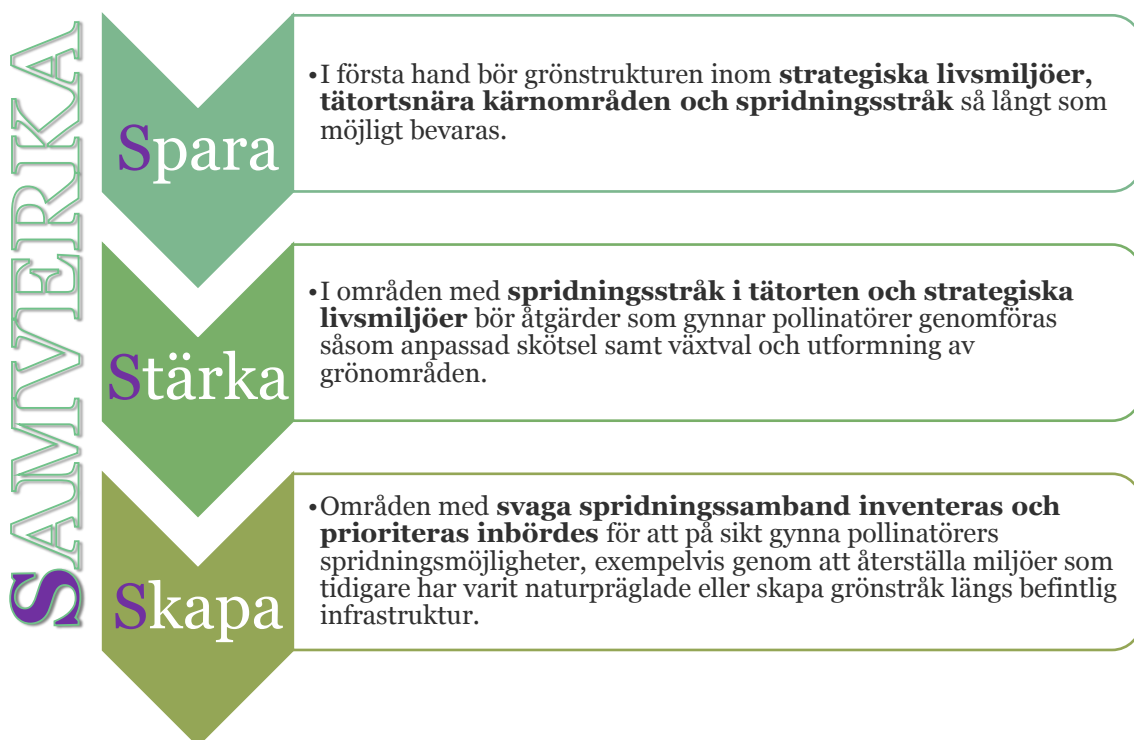 SAMVERKA
Spara
•I första hand bör grönstrukturen inom strategiska livsmiljöer,
tätortsnära kärnområden och spridningsstråk så långt som
möjligt bevaras.
Stärka
•I områden med spridningsstråk i tätorten och strategiska
livsmiljöer bör åtgärder som gynnar pollinatörer genomföras
såsom anpassad skötsel samt växtval och utformning av
grönområden.
Skapa
•Områden med svaga spridningssamband inventeras och
prioriteras inbördes för att på sikt gynna pollinatörers
spridningsmöjligheter, exempelvis genom att återställa miljöer som
tidigare har varit naturpräglade eller skapa grönstråk längs befintlig
infrastruktur.